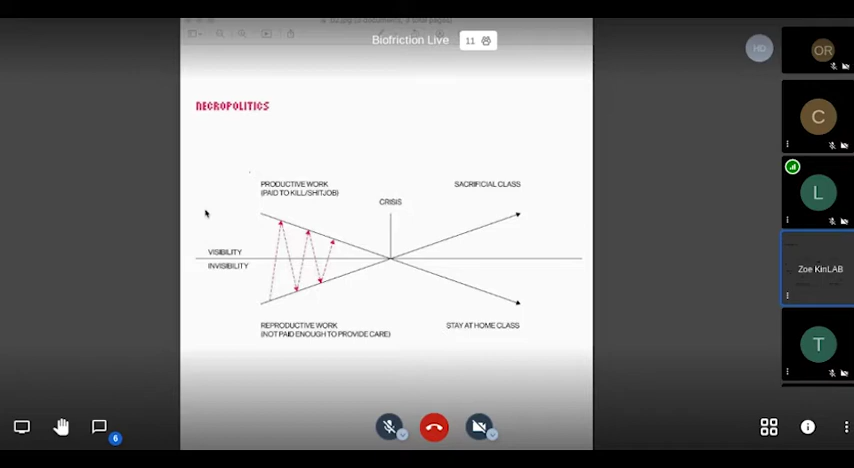 Biofriction Live
11
HD
OR
NECROPOLITICS
C
PRODUCTIVE WORK
(PAID TO KILL/SHITJOB)
SACRIFICIAL CLASS
CRISIS
L
VISIBILITY
INVISIBILITY
Zoe KinLAB
REPRODUCTIVE WORK
(NOT PAID ENOUGH TO PROVIDE CARE)
STAY AT HOME CLASS
T
6